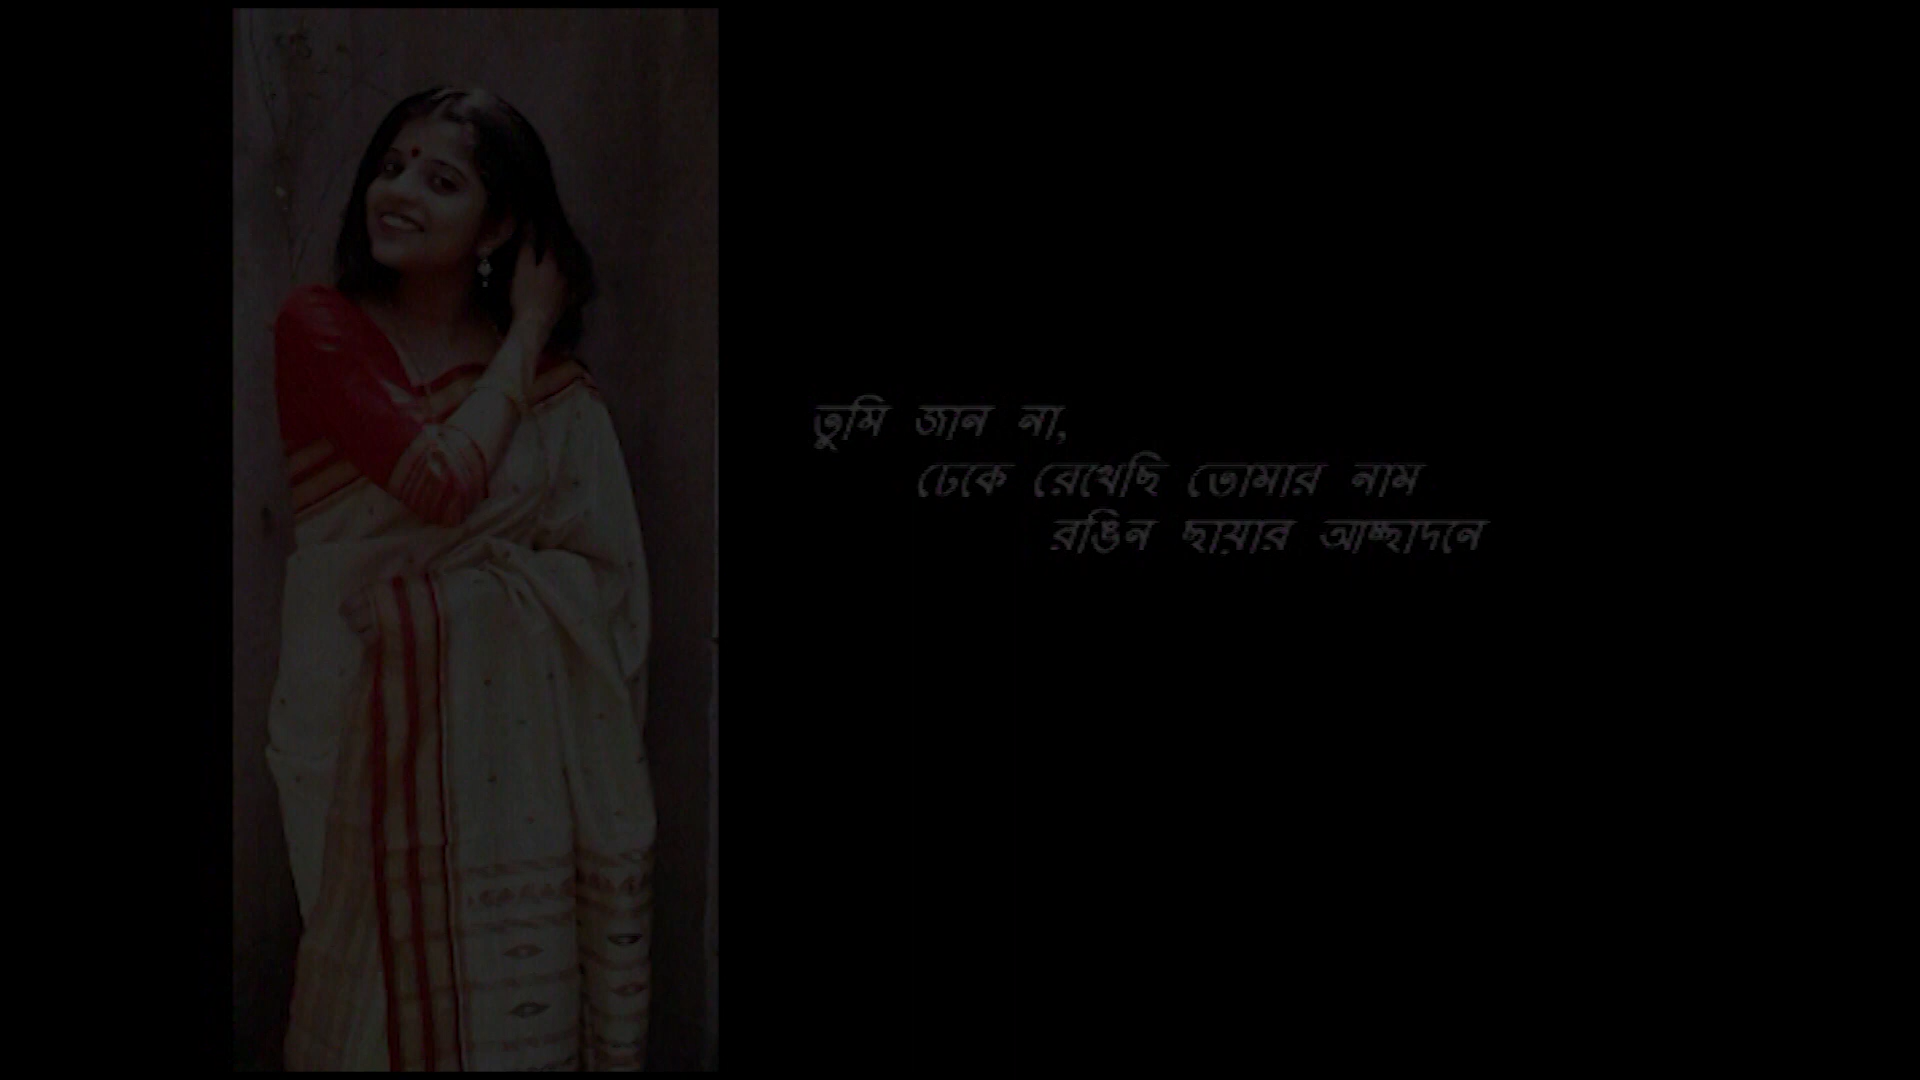 তুমি জান না,
ঢেকে রেখেছি তোমার নাম
রঙিন ছায়ার আচ্ছাদনে